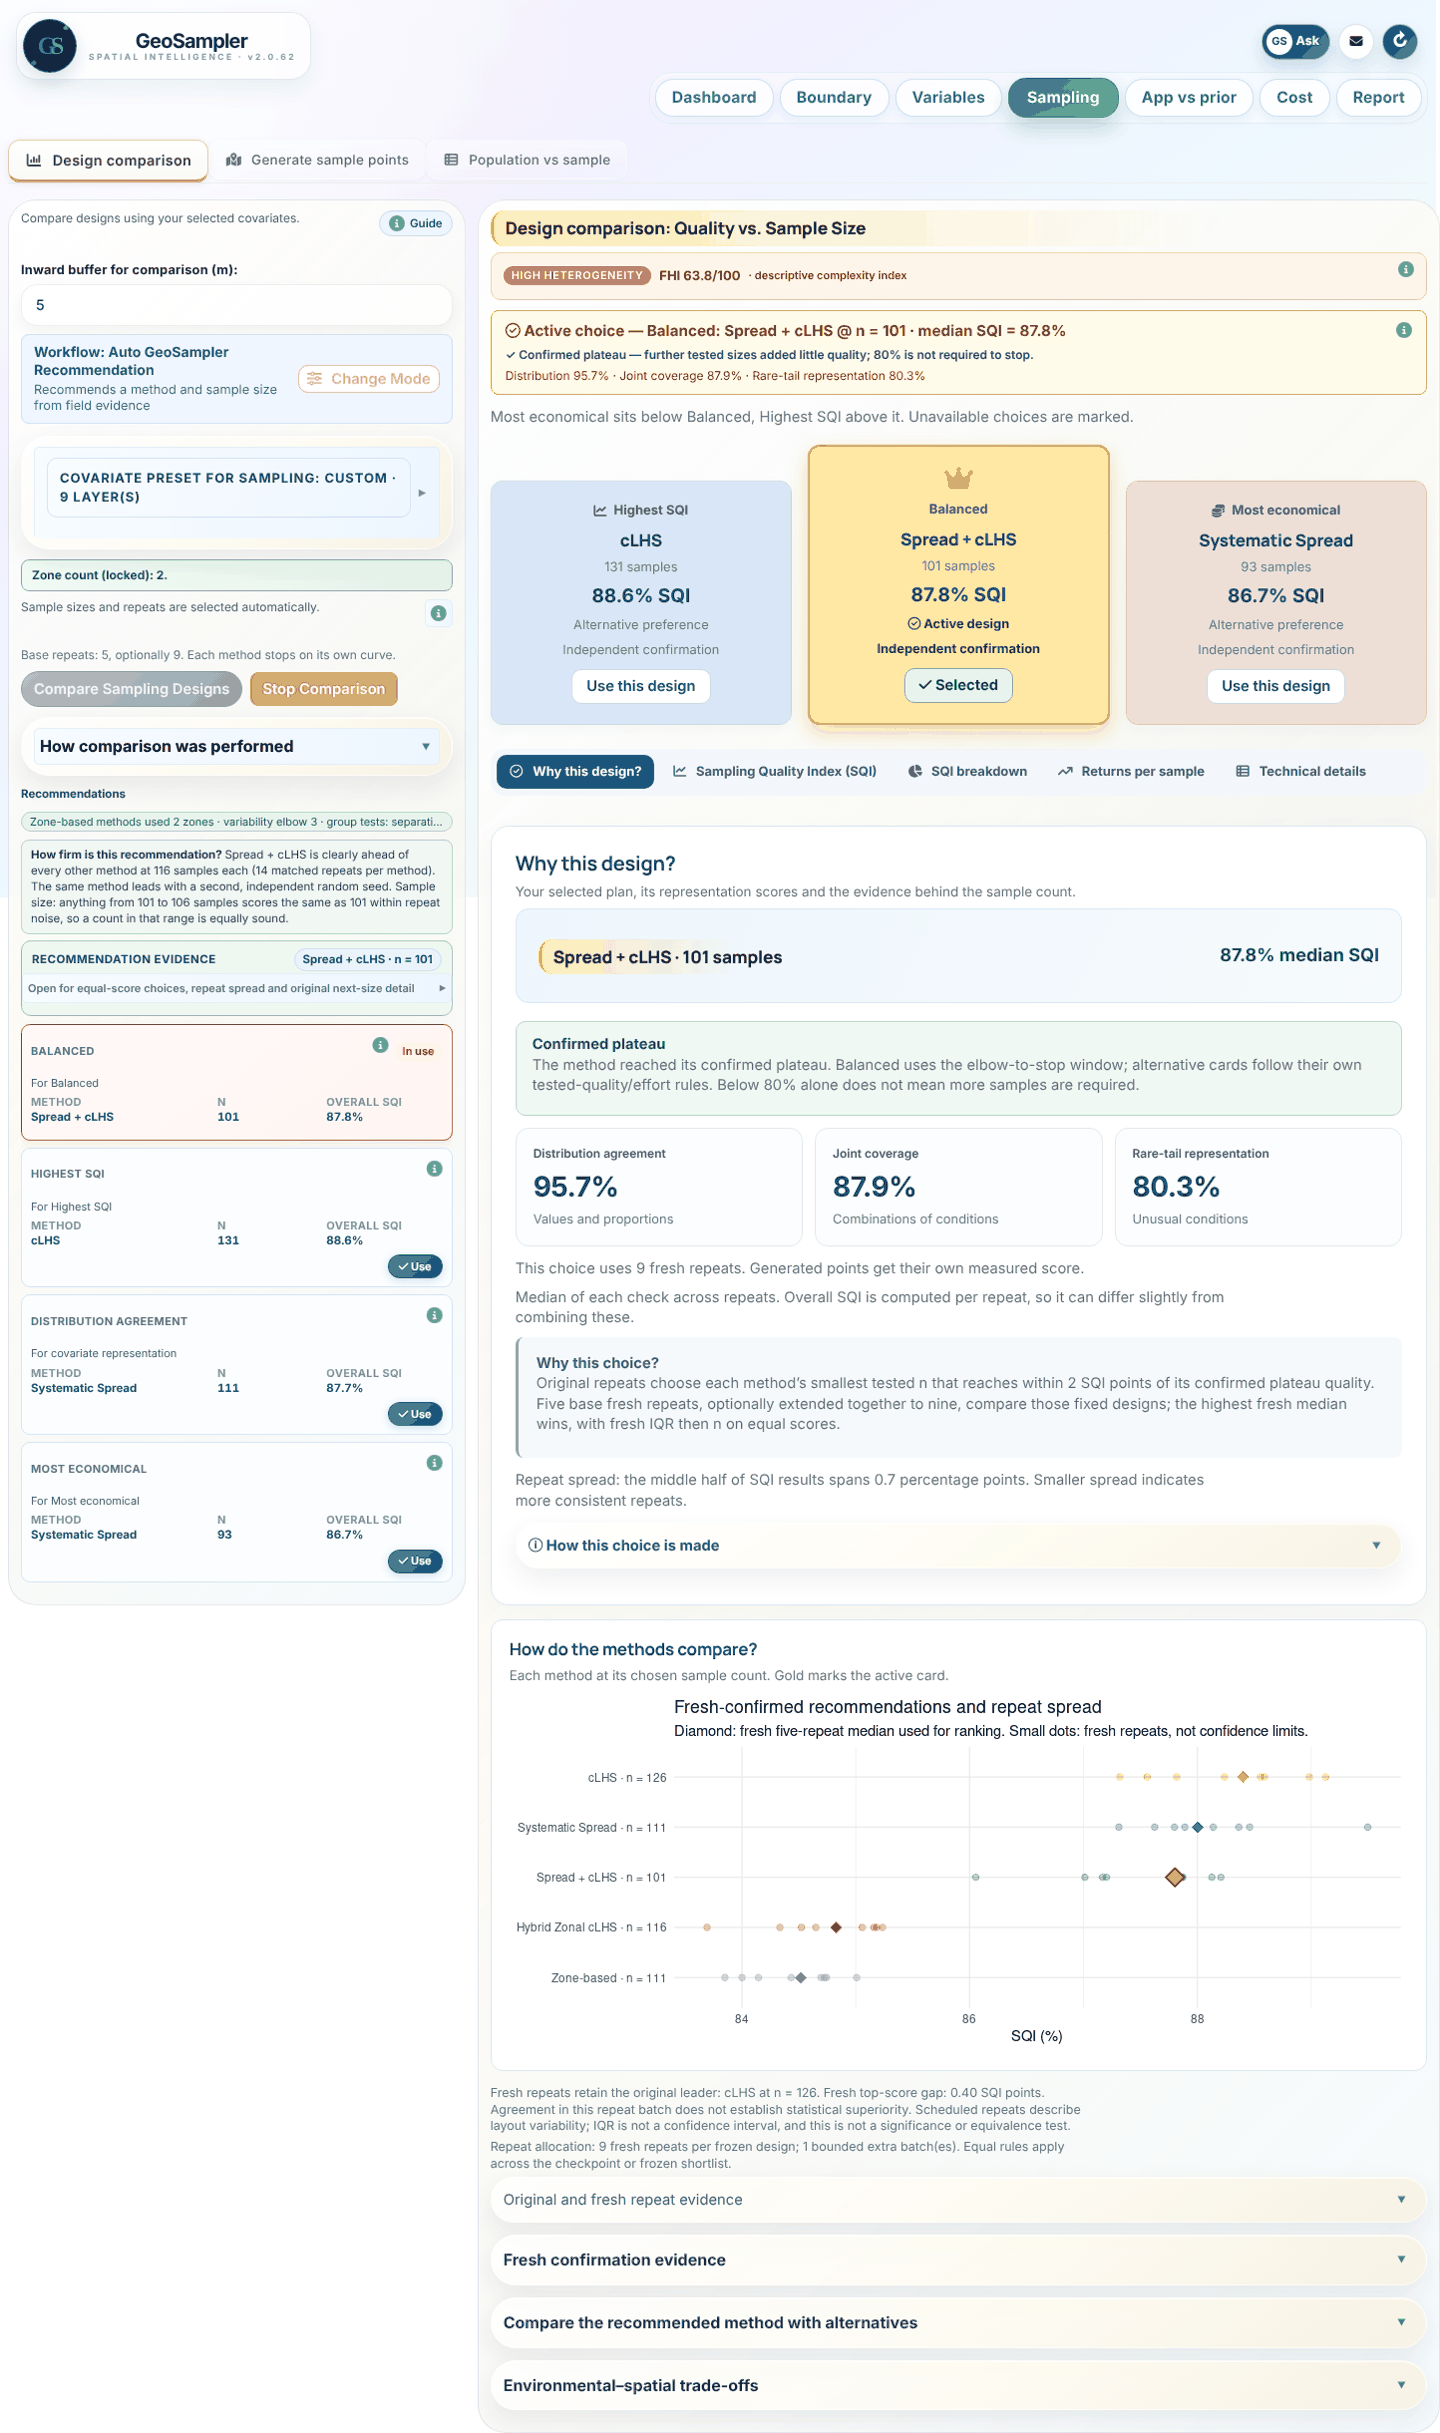 GS
GeoSampler
SPATIAL INTELLIGENCE · v2.0.62
GS Ask
Dashboard
Boundary
Variables
Sampling
App vs prior
Cost
Report
Design comparison
Generate sample points
Population vs sample
Compare designs using your selected covariates.
Guide
Inward buffer for comparison (m):
5
Workflow: Auto GeoSampler
Recommendation
Recommends a method and sample size
from field evidence
Change Mode
COVARIATE PRESET FOR SAMPLING: CUSTOM ·
9 LAYER(S)
Zone count (locked): 2.
Sample sizes and repeats are selected automatically.
Base repeats: 5, optionally 9. Each method stops on its own curve.
Compare Sampling Designs
Stop Comparison
How comparison was performed
Recommendations
Zone-based methods used 2 zones · variability elbow 3 · group tests: separati...
How firm is this recommendation? Spread + cLHS is clearly ahead of
every other method at 116 samples each (14 matched repeats per method).
The same method leads with a second, independent random seed. Sample
size: anything from 101 to 106 samples scores the same as 101 within repeat
noise, so a count in that range is equally sound.
RECOMMENDATION EVIDENCE
Spread + cLHS · n = 101
Open for equal-score choices, repeat spread and original next-size detail
BALANCED
In use
For Balanced
METHOD N OVERALL SQI
Spread + cLHS 101 87.8%
HIGHEST SQI
For Highest SQI
METHOD N OVERALL SQI
cLHS 131 88.6%
Use
DISTRIBUTION AGREEMENT
For covariate representation
METHOD N OVERALL SQI
Systematic Spread 111 87.7%
Use
MOST ECONOMICAL
For Most economical
METHOD N OVERALL SQI
Systematic Spread 93 86.7%
Use
Design comparison: Quality vs. Sample Size
HIGH HETEROGENEITY FHI 63.8/100 · descriptive complexity index
Active choice — Balanced: Spread + cLHS @ n = 101 · median SQI = 87.8%
✓ Confirmed plateau — further tested sizes added little quality; 80% is not required to stop.
Distribution 95.7% · Joint coverage 87.9% · Rare-tail representation 80.3%
Most economical sits below Balanced, Highest SQI above it. Unavailable choices are marked.
Highest SQI
cLHS
131 samples
88.6% SQI
Alternative preference
Independent confirmation
Use this design
Balanced
Spread + cLHS
101 samples
87.8% SQI
Active design
Independent confirmation
Selected
Most economical
Systematic Spread
93 samples
86.7% SQI
Alternative preference
Independent confirmation
Use this design
Why this design?
Sampling Quality Index (SQI)
SQI breakdown
Returns per sample
Technical details
Why this design?
Your selected plan, its representation scores and the evidence behind the sample count.
Spread + cLHS · 101 samples
87.8% median SQI
Confirmed plateau
The method reached its confirmed plateau. Balanced uses the elbow-to-stop window; alternative cards follow their own
tested-quality/effort rules. Below 80% alone does not mean more samples are required.
Distribution agreement
95.7%
Values and proportions
Joint coverage
87.9%
Combinations of conditions
Rare-tail representation
80.3%
Unusual conditions
This choice uses 9 fresh repeats. Generated points get their own measured score.
Median of each check across repeats. Overall SQI is computed per repeat, so it can differ slightly from
combining these.
Why this choice?
Original repeats choose each method's smallest tested n that reaches within 2 SQI points of its confirmed plateau quality.
Five base fresh repeats, optionally extended together to nine, compare those fixed designs; the highest fresh median
wins, with fresh IQR then n on equal scores.
Repeat spread: the middle half of SQI results spans 0.7 percentage points. Smaller spread indicates
more consistent repeats.
How this choice is made
How do the methods compare?
Each method at its chosen sample count. Gold marks the active card.
Fresh-confirmed recommendations and repeat spread
Diamond: fresh five-repeat median used for ranking. Small dots: fresh repeats, not confidence limits.
cLHS · n = 126
Systematic Spread · n = 111
Spread + cLHS · n = 101
Hybrid Zonal cLHS · n = 116
Zone-based · n = 111
84 86 88
SQI (%)
Fresh repeats retain the original leader: cLHS at n = 126. Fresh top-score gap: 0.40 SQI points.
Agreement in this repeat batch does not establish statistical superiority. Scheduled repeats describe
layout variability; IQR is not a confidence interval, and this is not a significance or equivalence test.
Repeat allocation: 9 fresh repeats per frozen design; 1 bounded extra batch(es). Equal rules apply
across the checkpoint or frozen shortlist.
Original and fresh repeat evidence
Fresh confirmation evidence
Compare the recommended method with alternatives
Environmental–spatial trade-offs